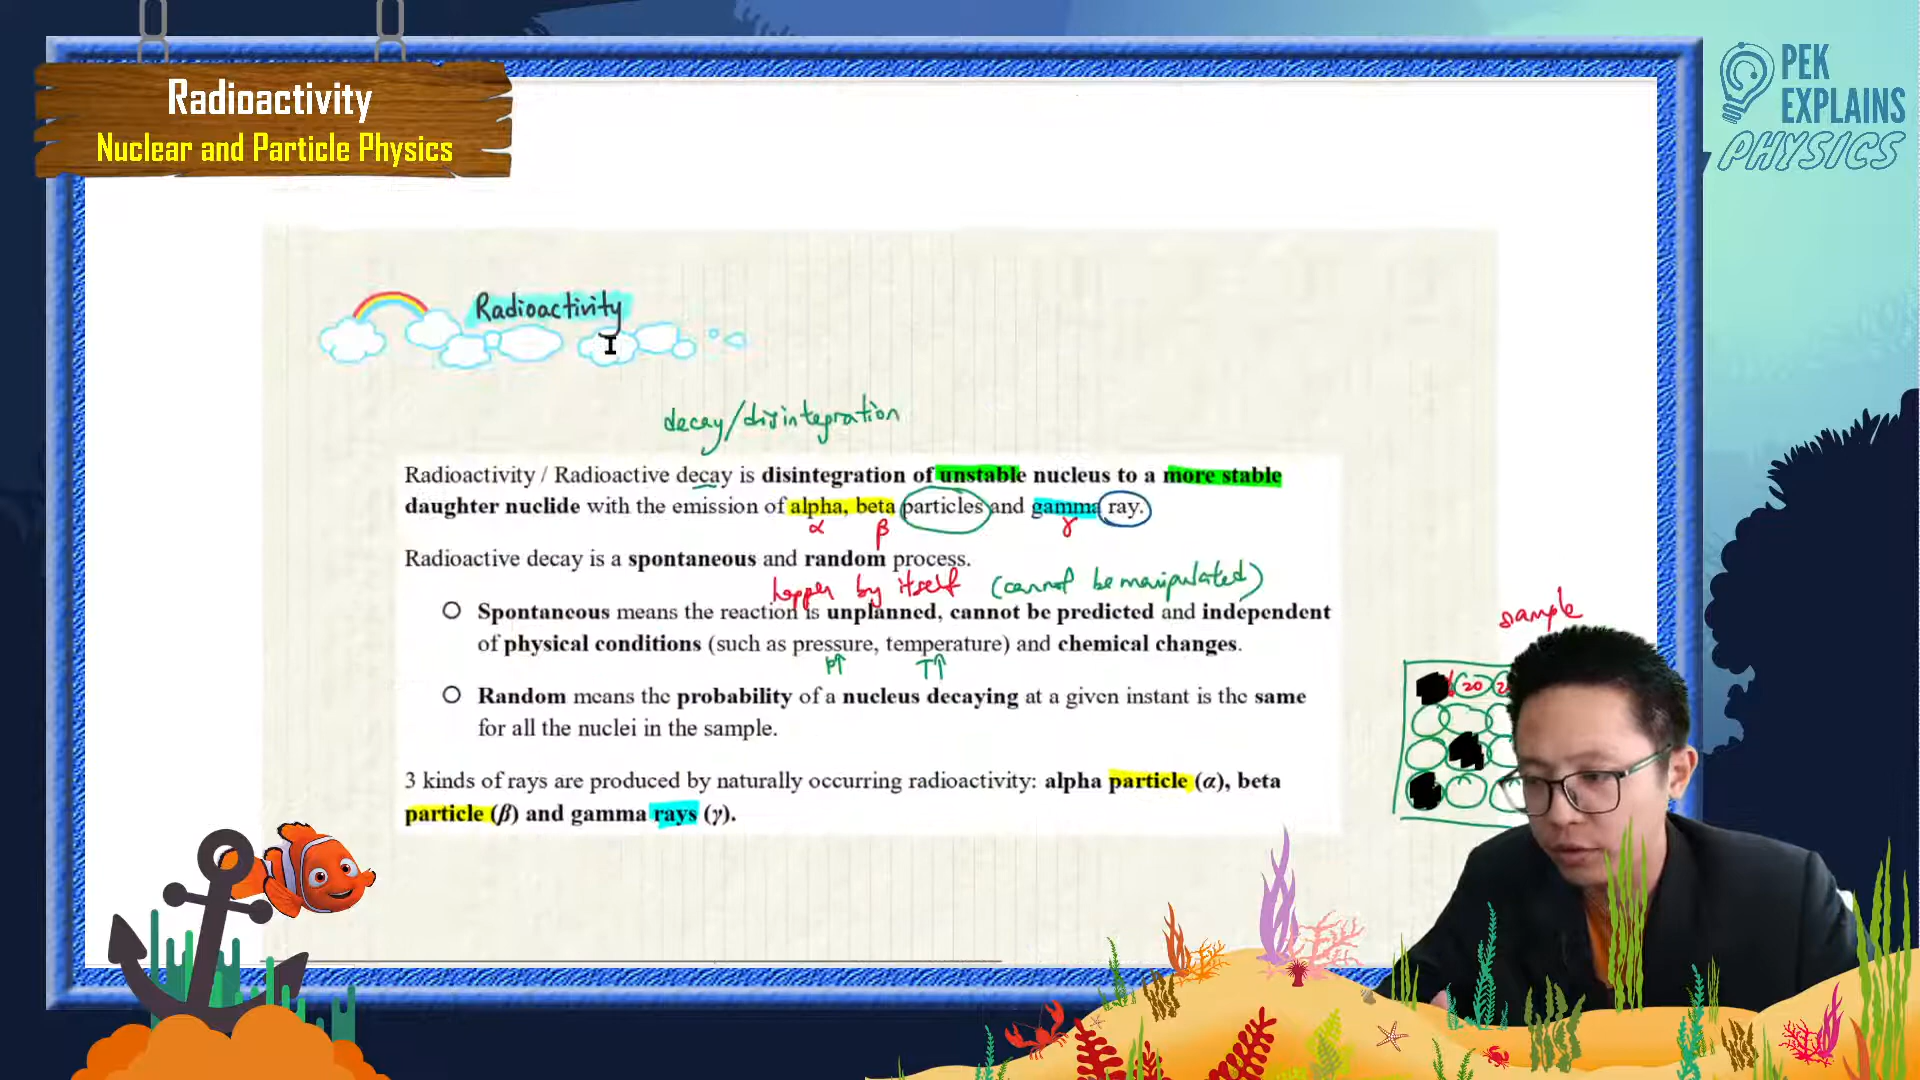 Radioactivity
Nuclear and Particle Physics
PEK
EXPLAINS
PHYSICS
Radioactivity
decay/disintegration
Radioactivity / Radioactive decay is disintegration of unstable nucleus to a more stable
daughter nuclide with the emission of alpha, beta particles and gamma ray.
α β γ
Radioactive decay is a spontaneous and random process.
happen by itself (cannot be manipulated)
○ Spontaneous means the reaction is unplanned, cannot be predicted and independent
of physical conditions (such as pressure, temperature) and chemical changes.
P↑ T↑
sample
20
○ Random means the probability of a nucleus decaying at a given instant is the same
for all the nuclei in the sample.
3 kinds of rays are produced by naturally occurring radioactivity: alpha particle (α), beta
particle (β) and gamma rays (γ).